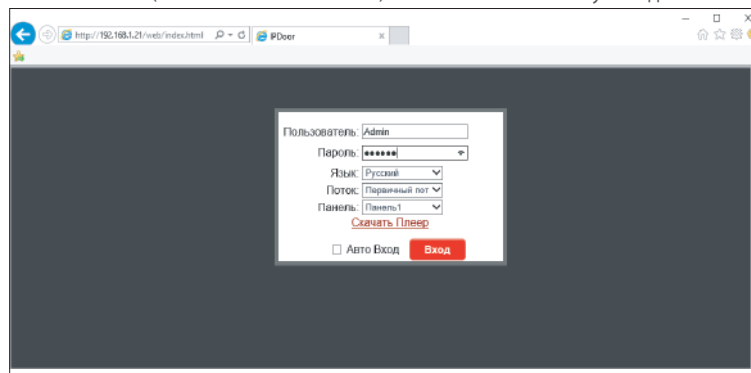 http://192.168.1.21/web/index.html
IPDoor
Пользователь: Admin
Пароль: ••••••
Язык: Русский
Поток: Первичный пот
Панель: Панель1
Скачать Плеер
Авто Вход Вход